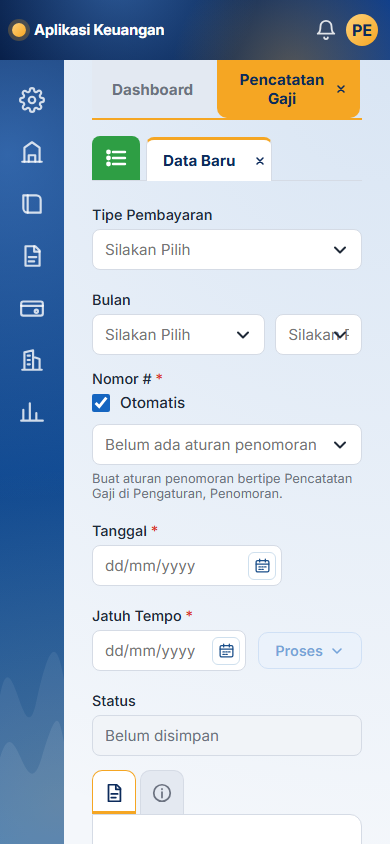 Aplikasi Keuangan
PE
Dashboard
Pencatatan
Gaji
Data Baru
Tipe Pembayaran
Silakan Pilih
Bulan
Silakan Pilih
Silakan
Nomor # *
Otomatis
Belum ada aturan penomoran
Buat aturan penomoran bertipe Pencatatan
Gaji di Pengaturan, Penomoran.
Tanggal *
dd/mm/yyyy
Jatuh Tempo *
dd/mm/yyyy
Proses
Status
Belum disimpan